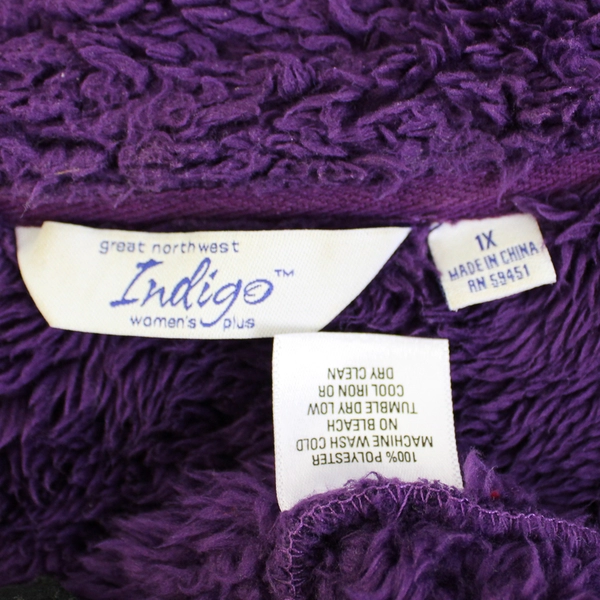 great northwest
Indigo™
women's plus
1X
MADE IN CHINA
RN 59451
100% POLYESTER
MACHINE WASH COLD
NO BLEACH
TUMBLE DRY LOW
COOL IRON OR
DRY CLEAN